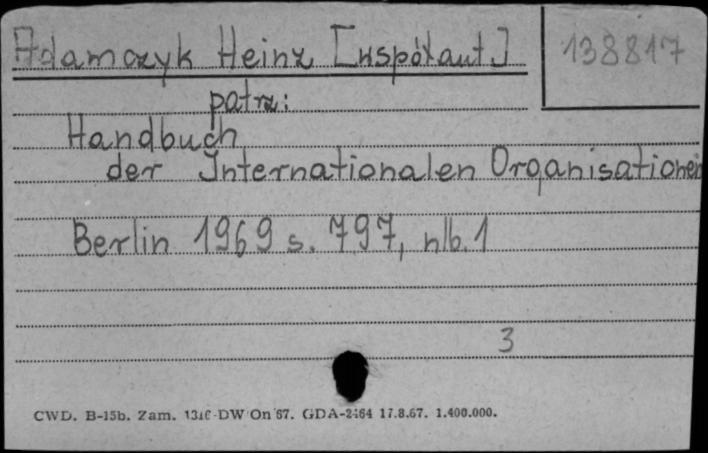 Adamczyk Heinz [współaut.]
138817
patrz:
Handbuch
der Internationalen Organisationen
Berlin 1969 s. 797, nlb. 1
3
CWD. B-15b. Zam. DW On 67. GDA-2464 17.8.67. 1.400.000.